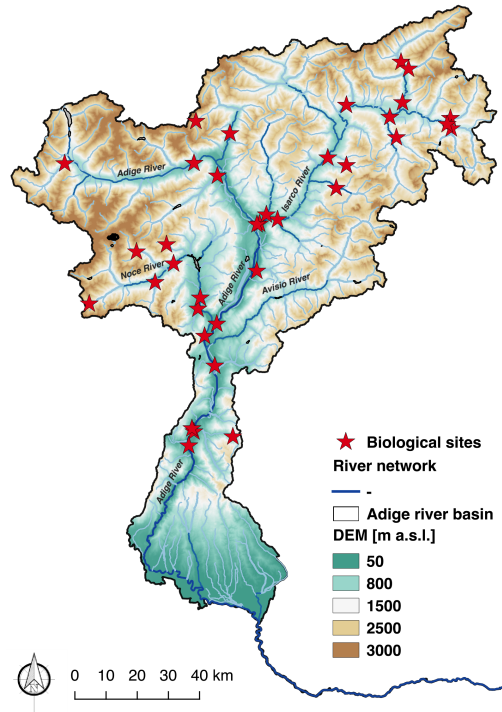 Adige River
Isarco River
Noce River
Adige River
Avisio River
Adige River
Biological sites
River network
-
Adige river basin
DEM [m a.s.l.]
50
800
1500
2500
3000
N
0 10 20 30 40 km